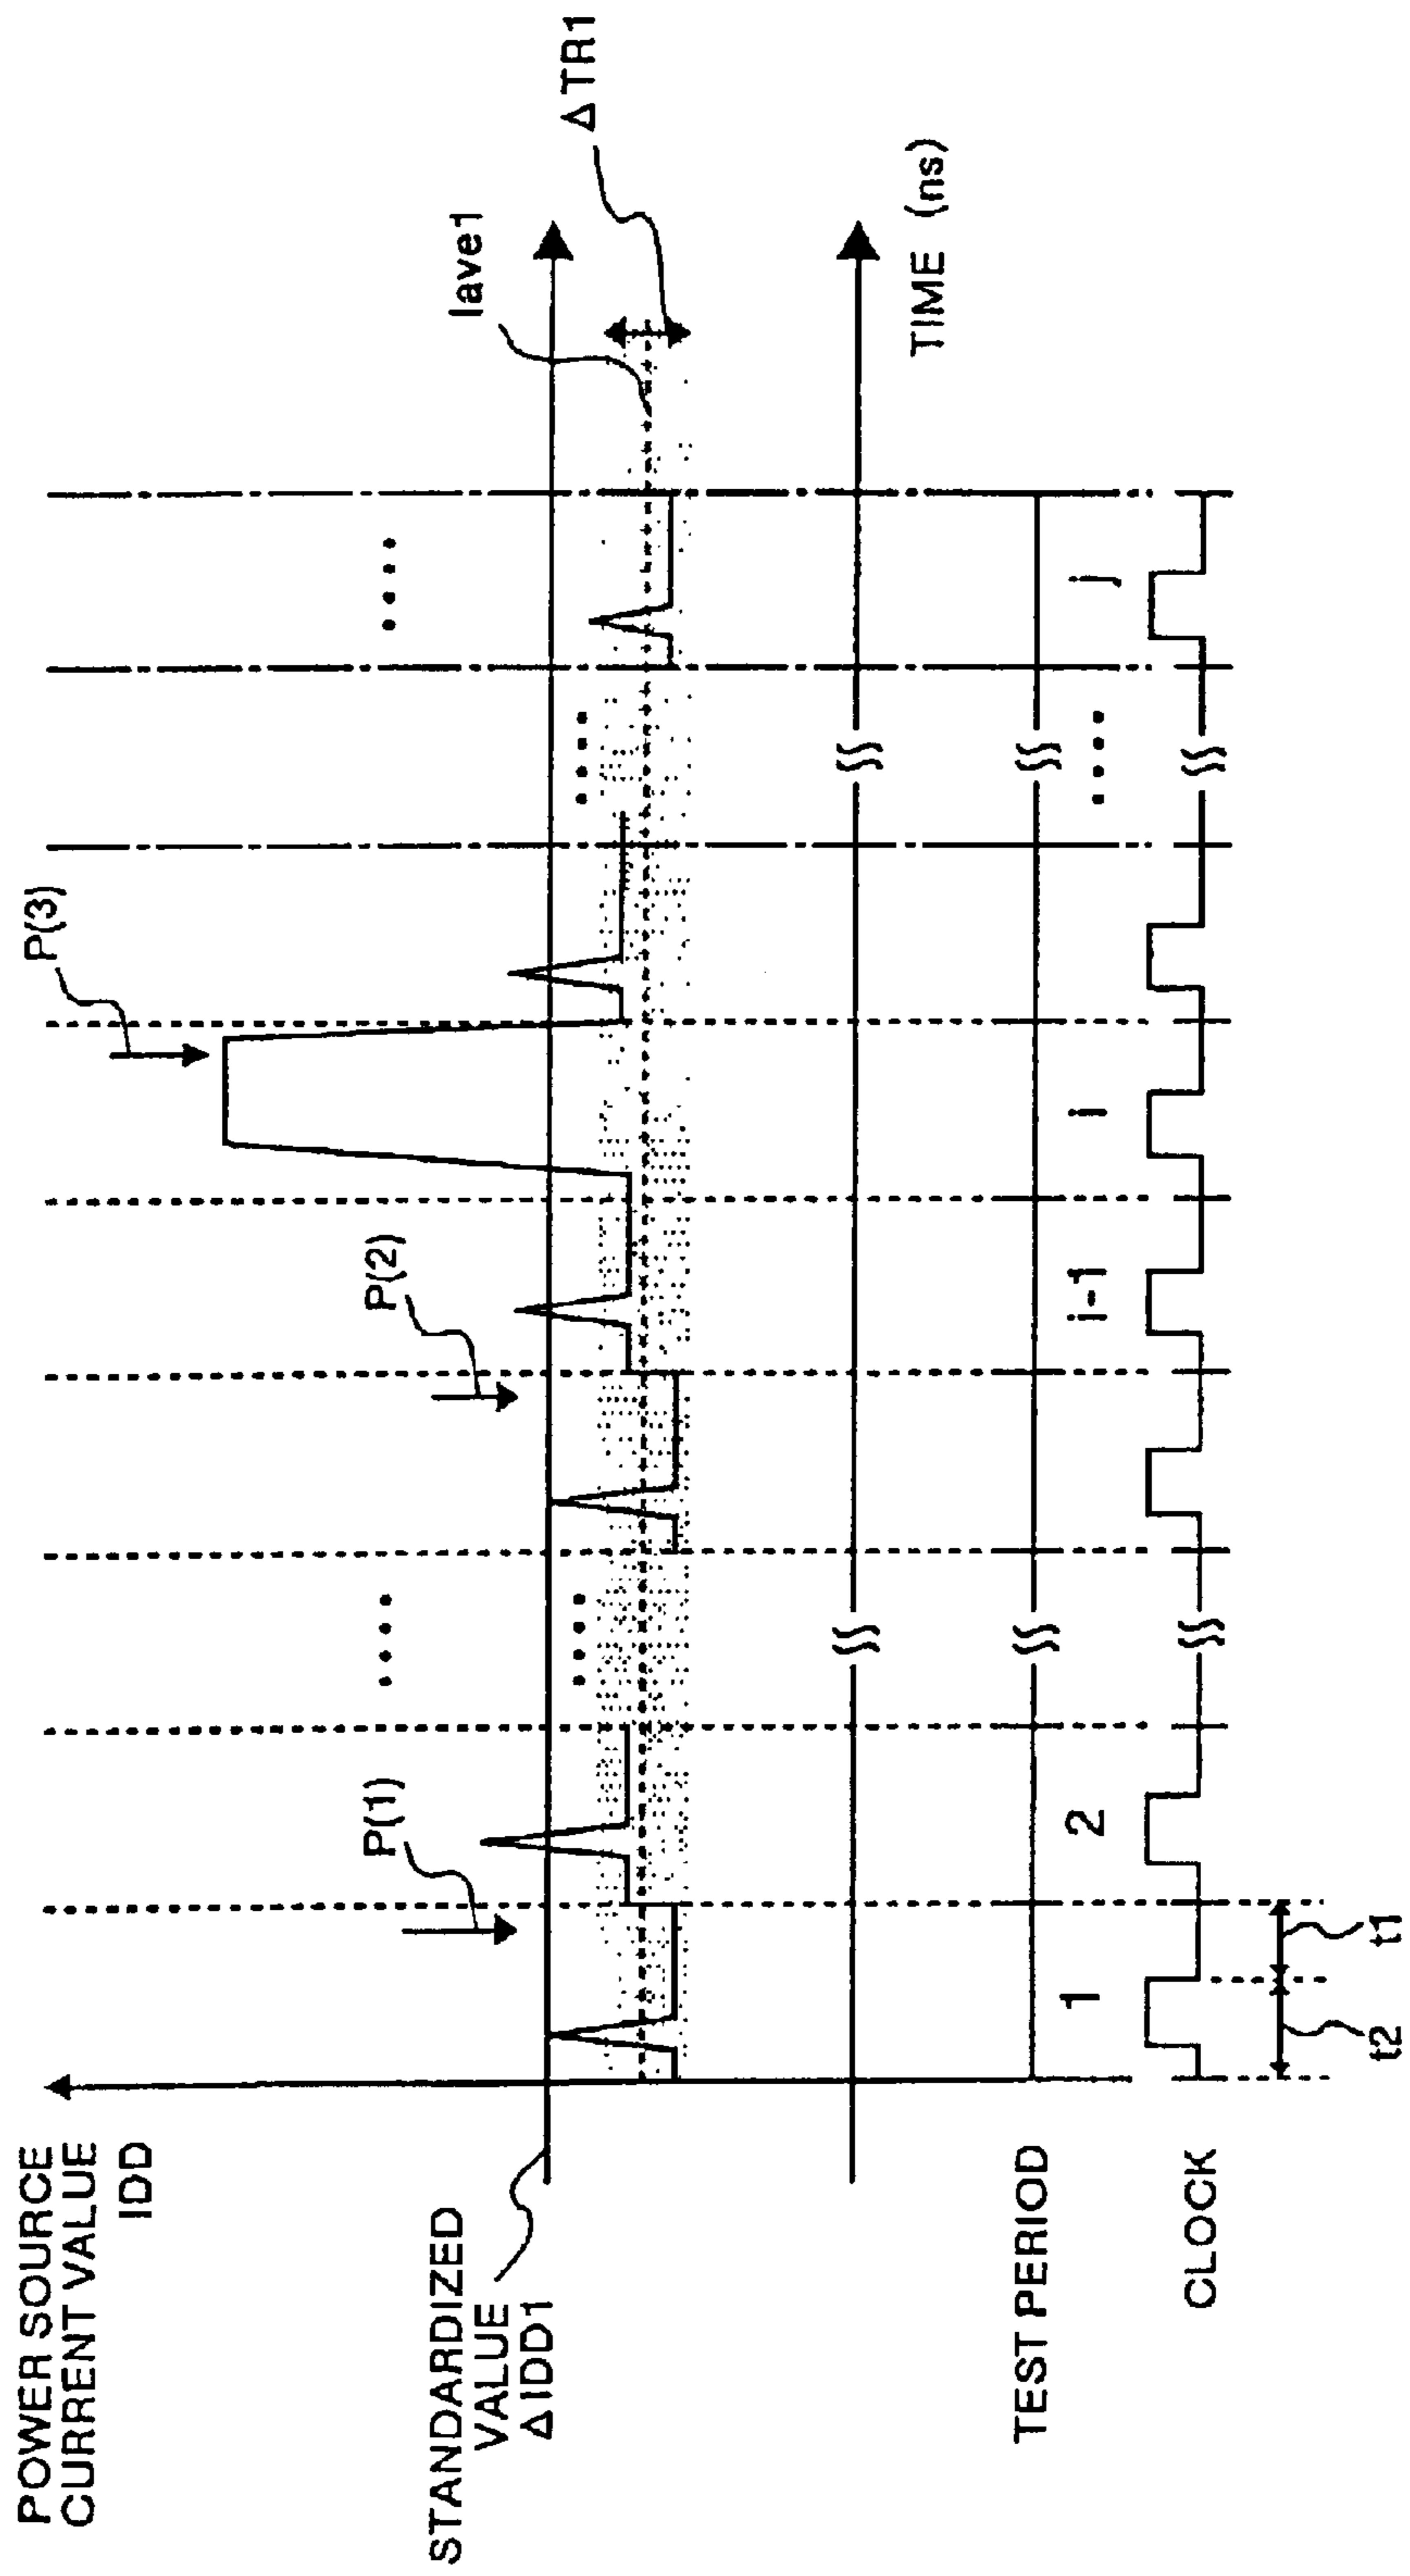 POWER SOURCE
CURRENT VALUE
IDD
P(1)
P(2)
P(3)
Iave1
ΔTR1
STANDARDIZED
VALUE
ΔIDD1
TIME (ns)
TEST PERIOD
1
2
i-1
i
j
CLOCK
t2
t1